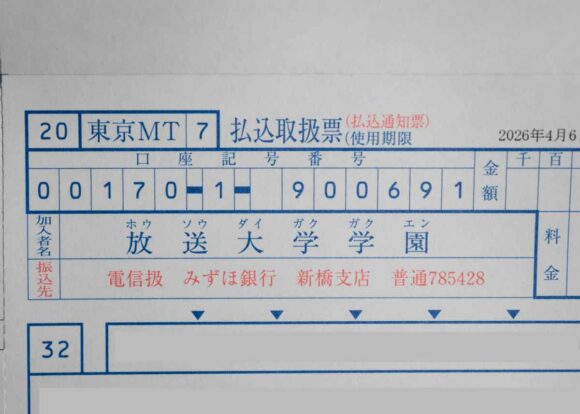 20 東京MT 7 払込取扱票 (払込通知票)
(使用期限 2026年4月6
口座記号番号 金額 千百
00170-1- 900691
加入者名 ホウ ソウ ダイ ガク ガク エン
放送大学学園 料金
振込先 電信扱 みずほ銀行 新橋支店 普通785428
32